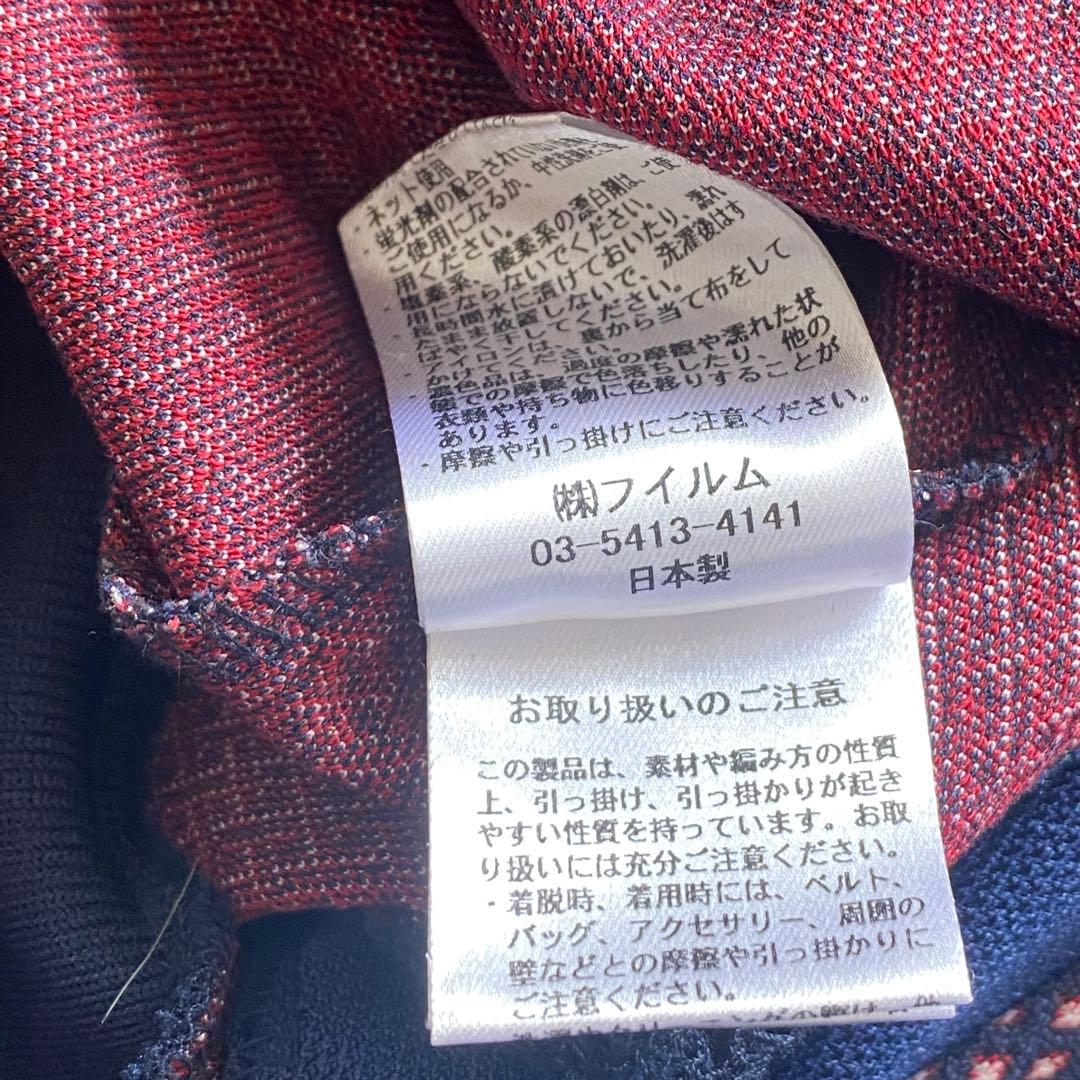 ネット使用
蛍光剤の配合されていない
ご使用になるか、中性
用ください。
・塩素系、酸素系の漂白剤は、ご使
用にならないでください。
・長時間水に漬けておいたり、濡れ
たまま放置しないで、洗濯後はす
アイロンは、裏から当て布をして
かけてください。
・濃色品は、過度の摩擦や濡れた状
態での摩擦で色落ちしたり、他の
衣類や持ち物に色移りすることが
あります。
・摩擦や引っ掛けにご注意ください。
(株)フイルム
03-5413-4141
日本製
お取り扱いのご注意
この製品は、素材や編み方の性質
上、引っ掛け、引っ掛かりが起き
やすい性質を持っています。お取
り扱いには充分ご注意ください。
・着脱時、着用時には、ベルト、
バッグ、アクセサリー、周囲の
壁などとの摩擦や引っ掛かりに
ご注意ください。